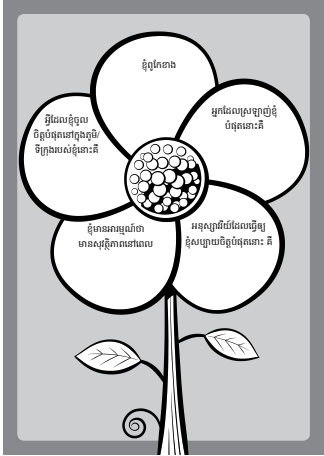 ខ្ញុំពូកែខាង
អ្នកដែលស្រឡាញ់ខ្ញុំ
បំផុតនោះគឺ
អ្វីដែលខ្ញុំចូល
ចិត្តបំផុតនៅក្នុងភូមិ/
ទីក្រុងរបស់ខ្ញុំនោះគឺ
ខ្ញុំមានអារម្មណ៍ថា
មានសុវត្ថិភាពនៅពេល
អនុស្សាវរីយ៍ដែលធ្វើឲ្យ
ខ្ញុំសប្បាយចិត្តបំផុតនោះ គឺ